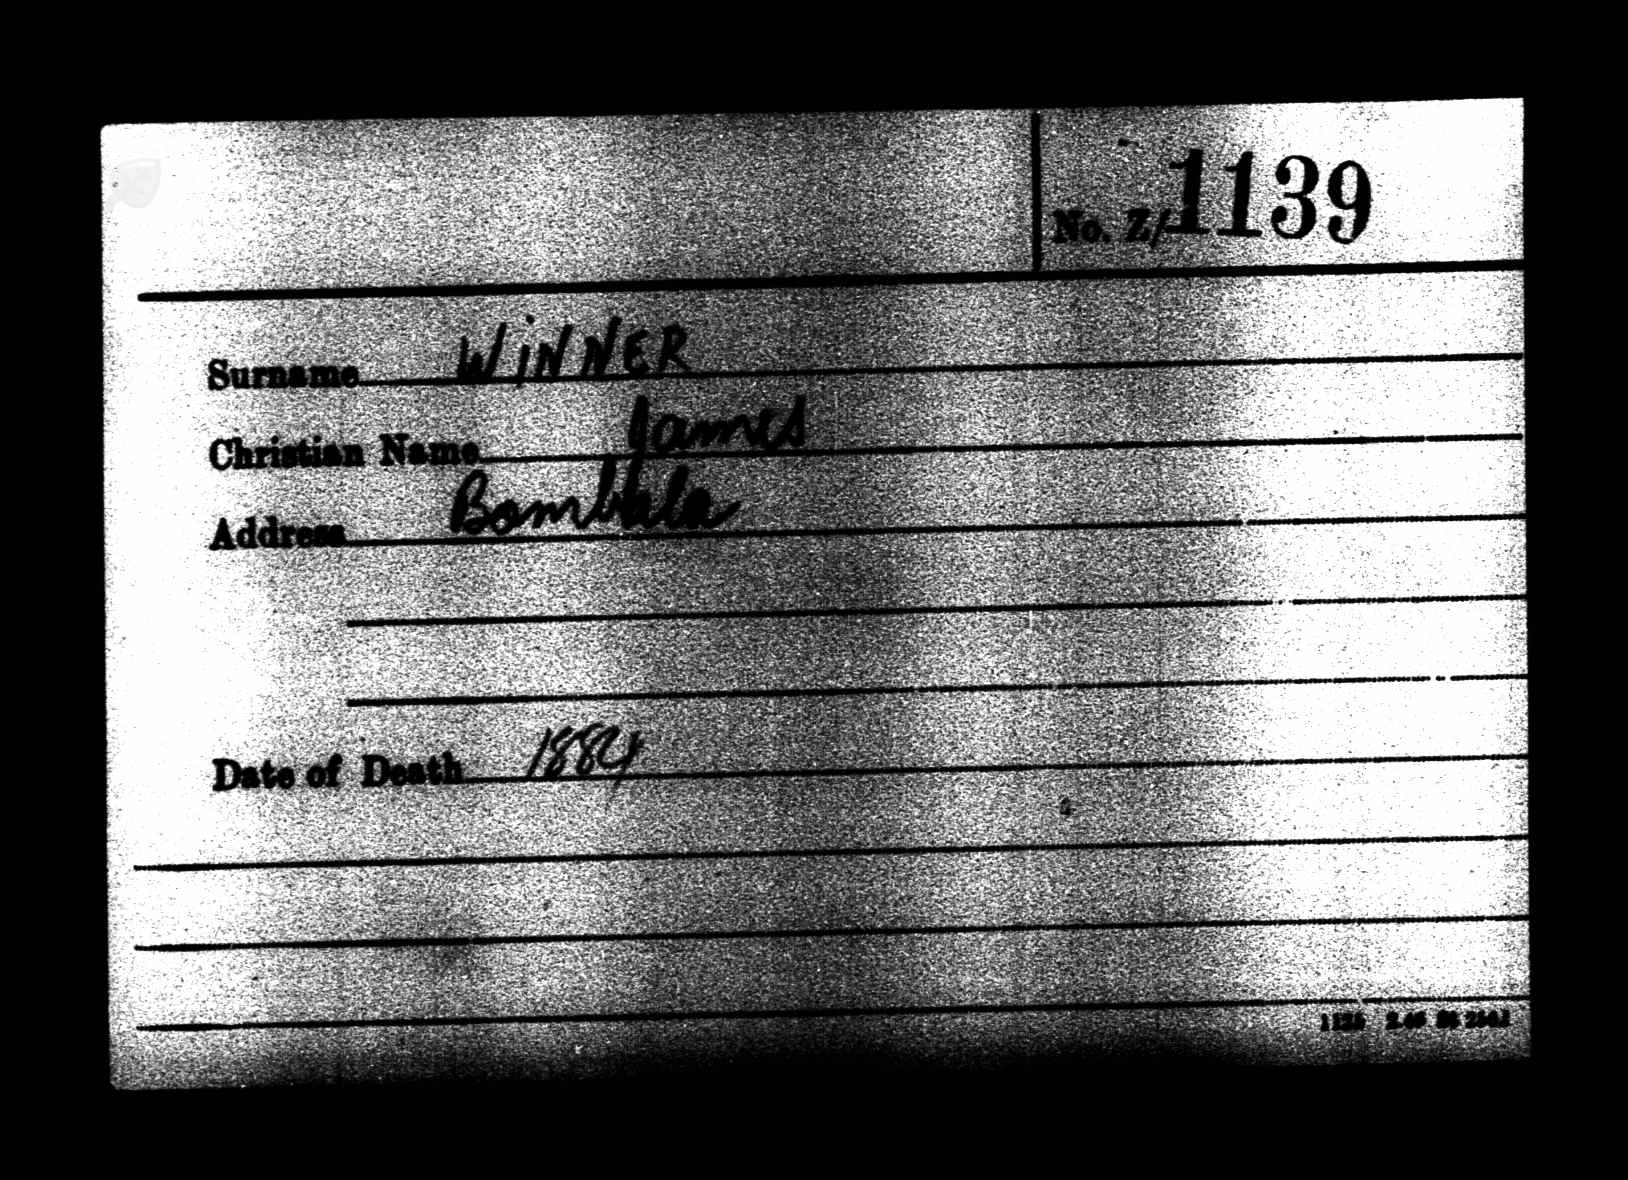 No. Z/1139
Surname WiNNER
Christian Name James
Address Bombala
Date of Death 1884